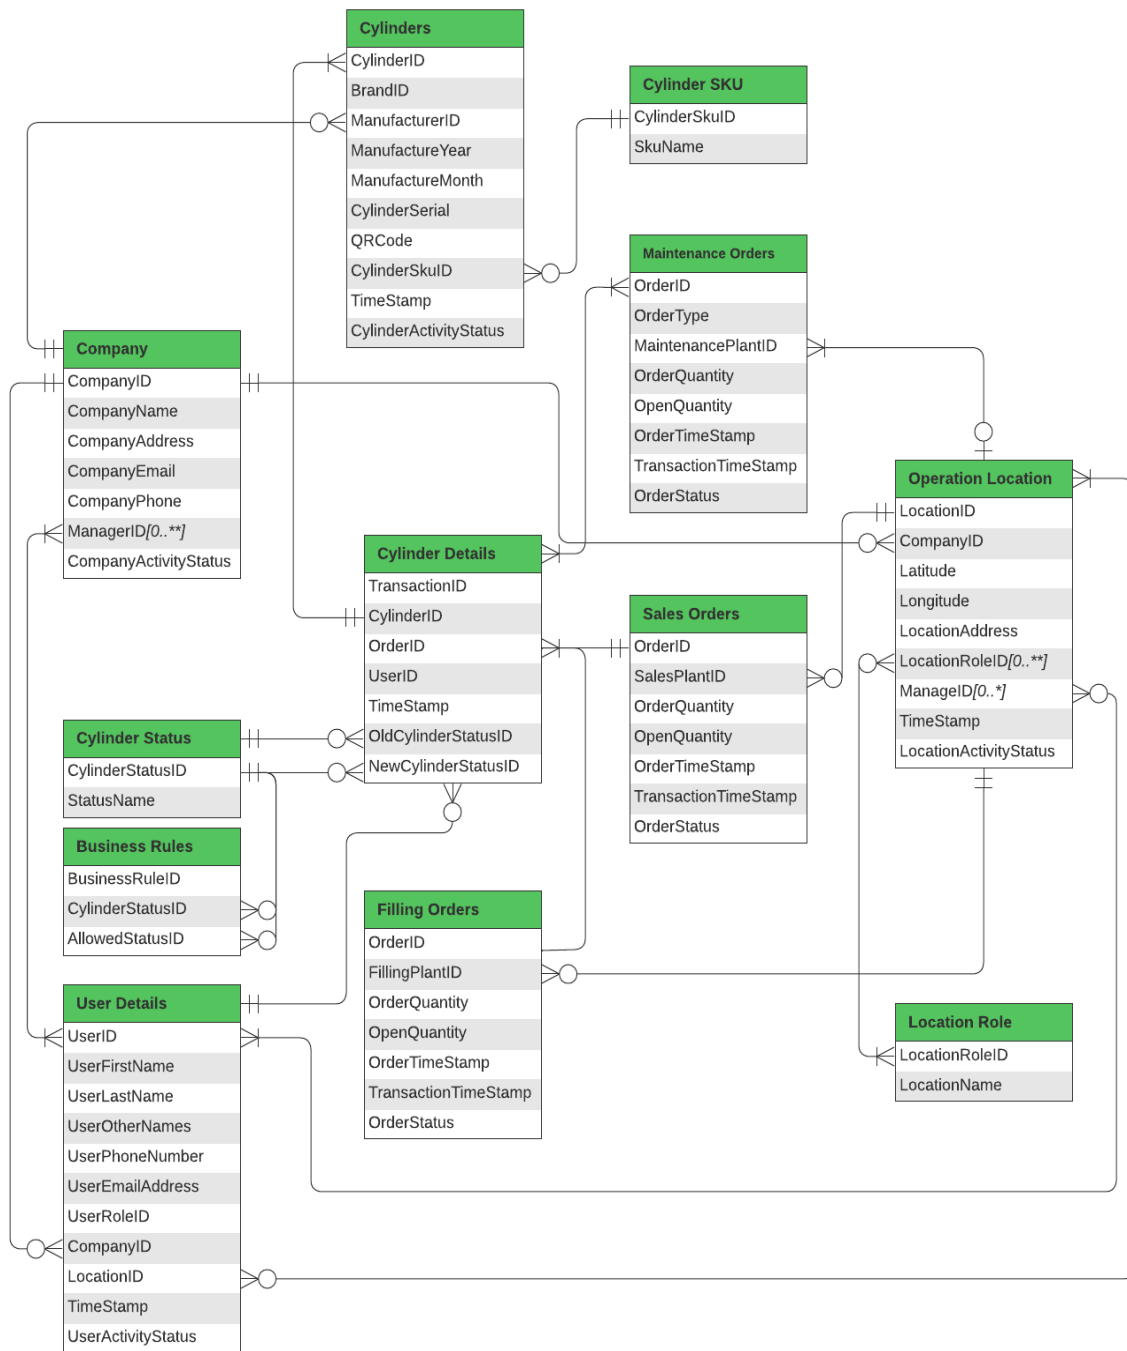 Cylinders
CylinderID
BrandID
ManufacturerID
ManufactureYear
ManufactureMonth
CylinderSerial
QRCode
CylinderSkuID
TimeStamp
CylinderActivityStatus
Cylinder SKU
CylinderSkuID
SkuName
Maintenance Orders
OrderID
OrderType
MaintenancePlantID
OrderQuantity
OpenQuantity
OrderTimeStamp
TransactionTimeStamp
OrderStatus
Company
CompanyID
CompanyName
CompanyAddress
CompanyEmail
CompanyPhone
ManagerID[0..**]
CompanyActivityStatus
Operation Location
LocationID
CompanyID
Latitude
Longitude
LocationAddress
LocationRoleID[0..**]
ManageID[0..*]
TimeStamp
LocationActivityStatus
Cylinder Details
TransactionID
CylinderID
OrderID
UserID
TimeStamp
OldCylinderStatusID
NewCylinderStatusID
Sales Orders
OrderID
SalesPlantID
OrderQuantity
OpenQuantity
OrderTimeStamp
TransactionTimeStamp
OrderStatus
Cylinder Status
CylinderStatusID
StatusName
Business Rules
BusinessRuleID
CylinderStatusID
AllowedStatusID
Filling Orders
OrderID
FillingPlantID
OrderQuantity
OpenQuantity
OrderTimeStamp
TransactionTimeStamp
OrderStatus
User Details
UserID
UserFirstName
UserLastName
UserOtherNames
UserPhoneNumber
UserEmailAddress
UserRoleID
CompanyID
LocationID
TimeStamp
UserActivityStatus
Location Role
LocationRoleID
LocationName